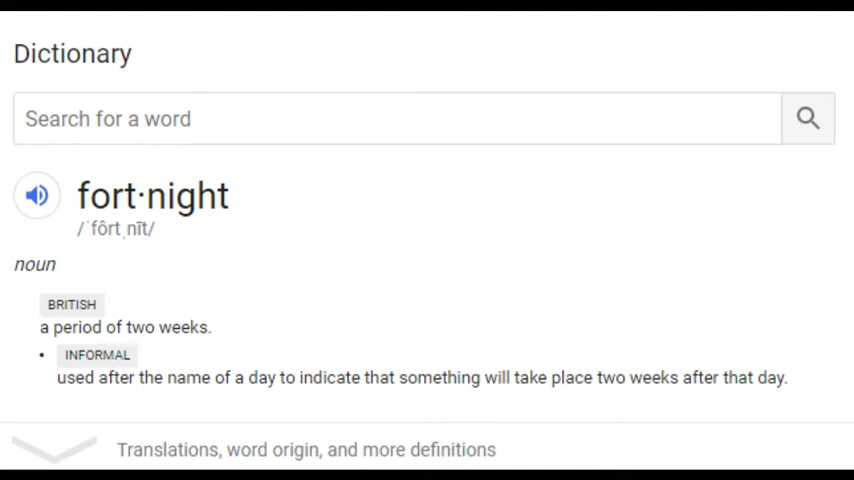 Dictionary
Search for a word
fort·night
/ˈfôrtˌnīt/
noun
BRITISH
a period of two weeks.
• INFORMAL
used after the name of a day to indicate that something will take place two weeks after that day.
Translations, word origin, and more definitions